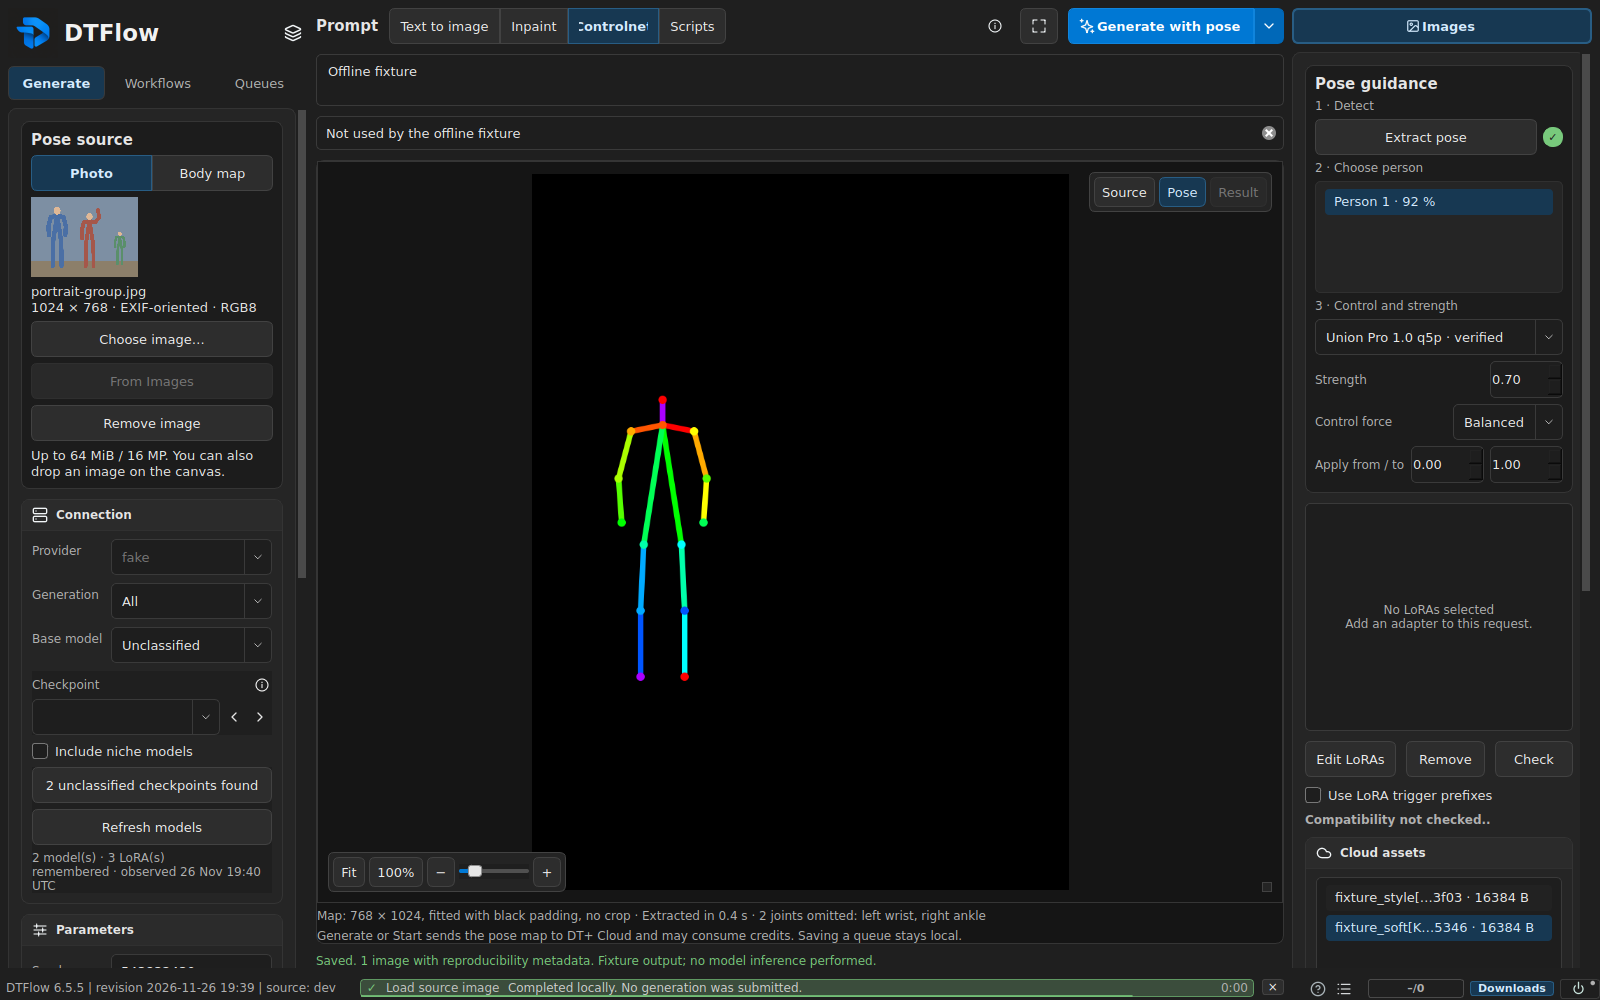 DTFlow
Generate
Workflows
Queues
Pose source
Photo
Body map
portrait-group.jpg
1024 × 768 · EXIF-oriented · RGB8
Choose image...
From Images
Remove image
Up to 64 MiB / 16 MP. You can also
drop an image on the canvas.
Connection
Provider
fake
Generation
All
Base model
Unclassified
Checkpoint
Include niche models
2 unclassified checkpoints found
Refresh models
2 model(s) · 3 LoRA(s)
remembered · observed 26 Nov 19:40
UTC
Parameters
Prompt
Text to image
Inpaint
Controlnet
Scripts
Generate with pose
Offline fixture
Not used by the offline fixture
Source
Pose
Result
Fit
100%
−
+
Map: 768 × 1024, fitted with black padding, no crop · Extracted in 0.4 s · 2 joints omitted: left wrist, right ankle
Generate or Start sends the pose map to DT+ Cloud and may consume credits. Saving a queue stays local.
Saved. 1 image with reproducibility metadata. Fixture output; no model inference performed.
Images
Pose guidance
1 · Detect
Extract pose
2 · Choose person
Person 1 · 92 %
3 · Control and strength
Union Pro 1.0 q5p · verified
Strength
0.70
Control force
Balanced
Apply from / to
0.00
1.00
No LoRAs selected
Add an adapter to this request.
Edit LoRAs
Remove
Check
Use LoRA trigger prefixes
Compatibility not checked..
Cloud assets
fixture_style[...3f03 · 16384 B
fixture_soft[K...5346 · 16384 B
DTFlow 6.5.5 | revision 2026-11-26 19:39 | source: dev
✓ Load source image Completed locally. No generation was submitted.
0:00
–/0
Downloads